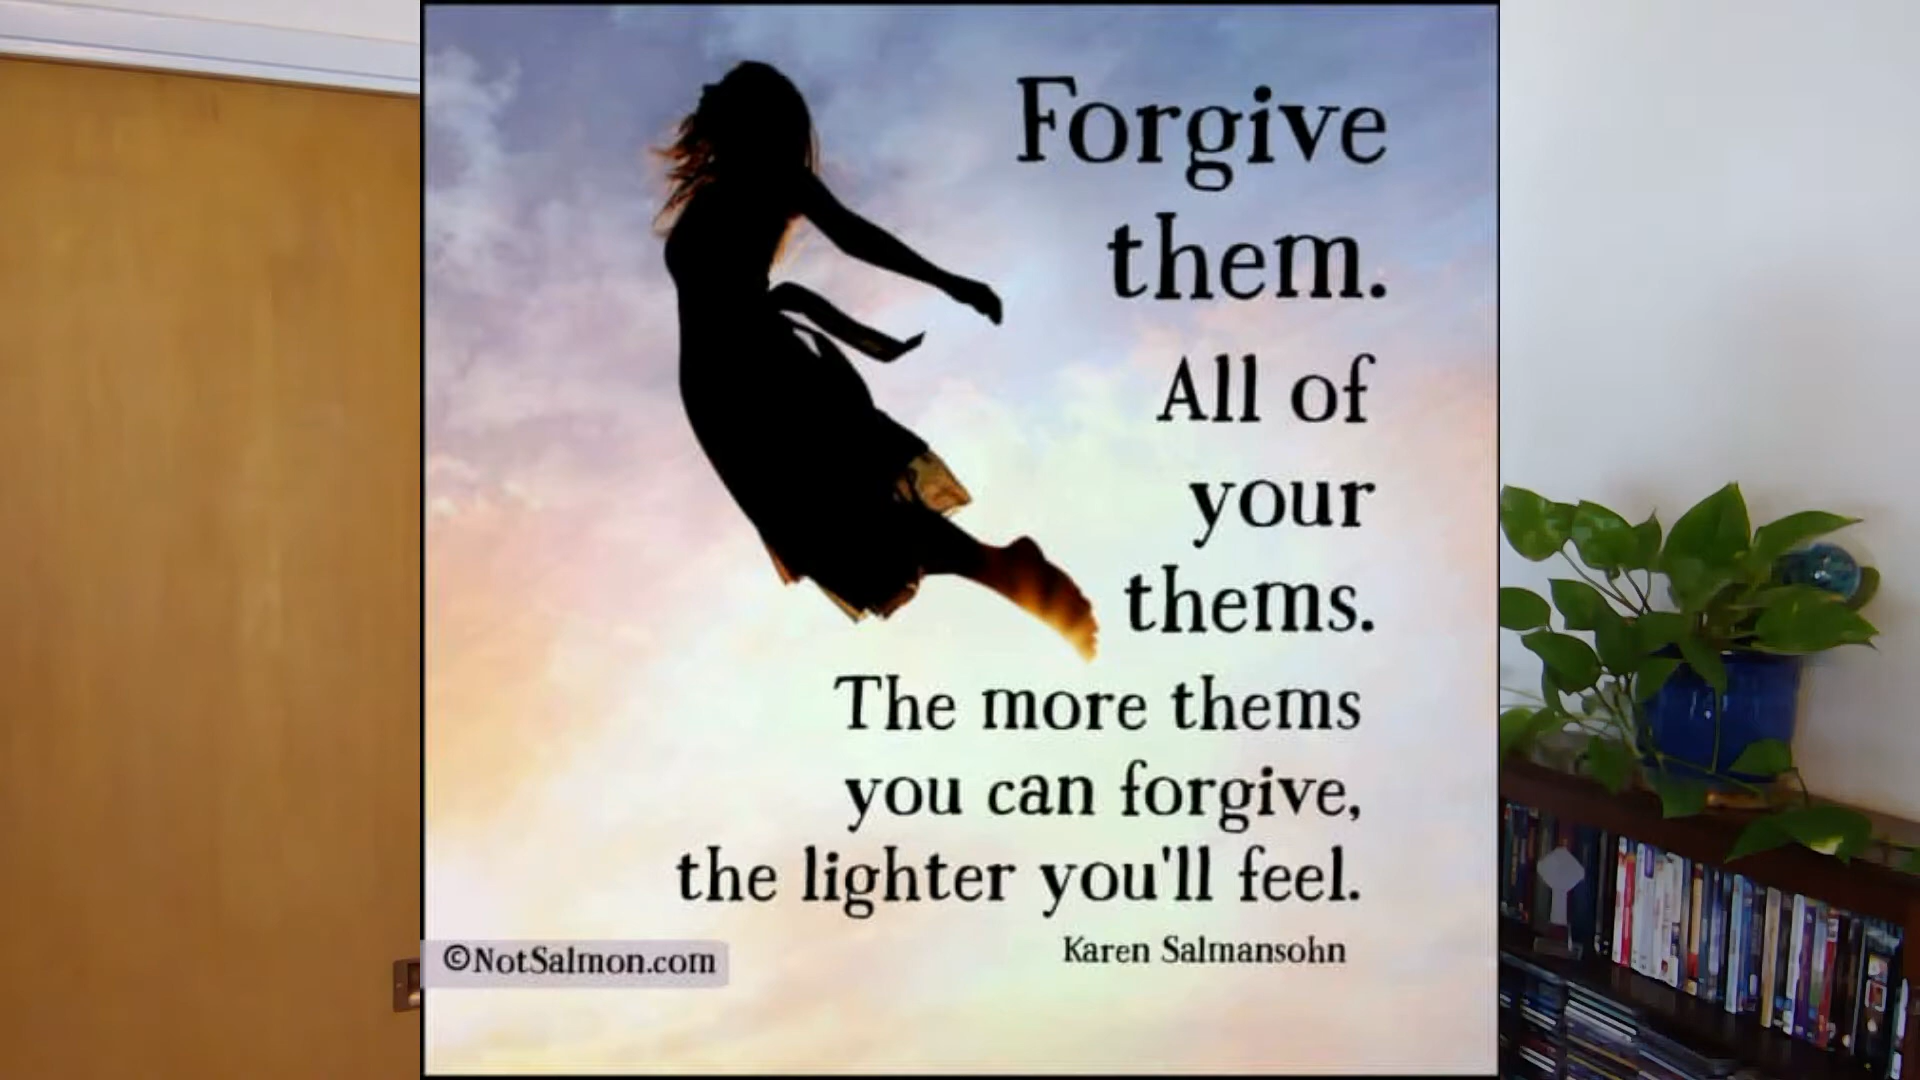 Forgive
them.
All of
your
thems.
The more thems
you can forgive,
the lighter you'll feel.
Karen Salmansohn
©NotSalmon.com